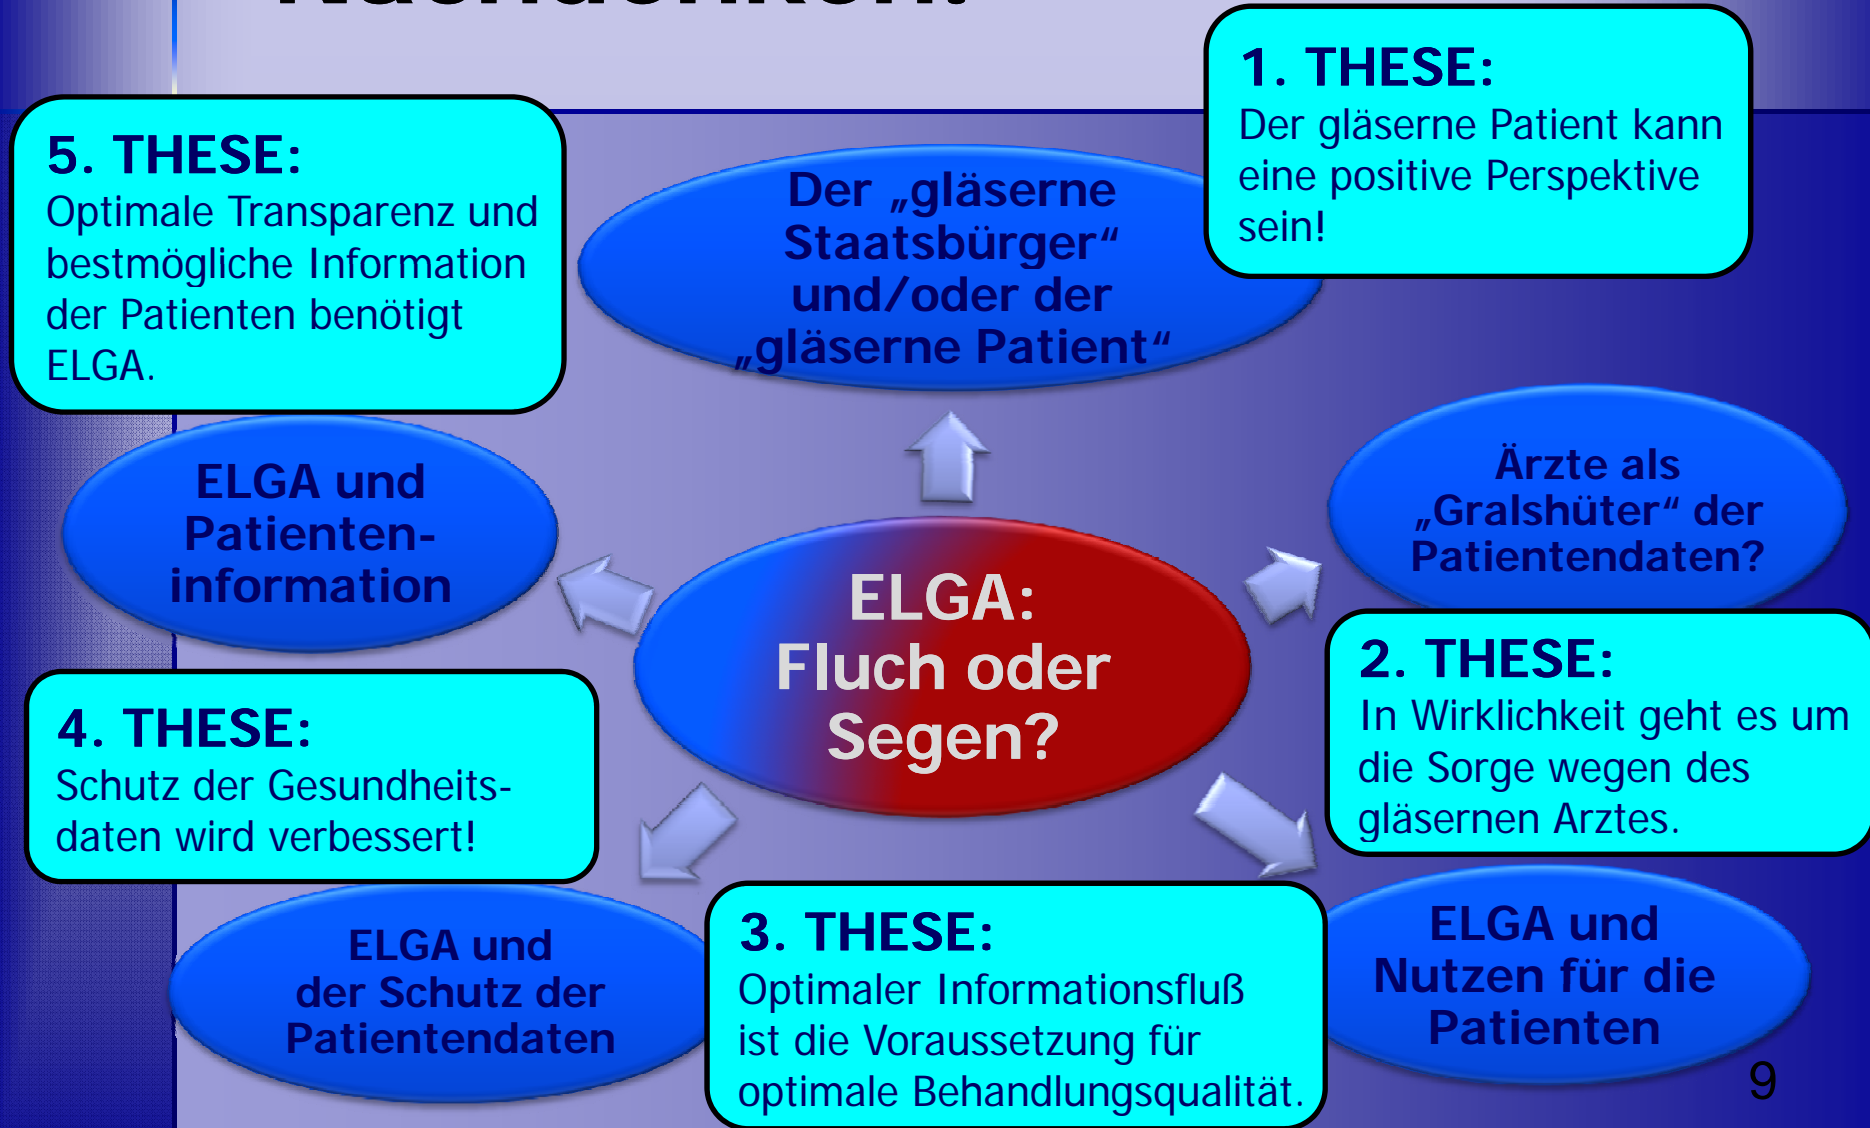 1. THESE:
Der gläserne Patient kann
eine positive Perspektive
sein!
5. THESE:
Optimale Transparenz und
bestmögliche Information
der Patienten benötigt
ELGA.
Der „gläserne
Staatsbürger“
und/oder der
„gläserne Patient“
ELGA und
Patienten-
information
Ärzte als
„Gralshüter“ der
Patientendaten?
ELGA:
Fluch oder
Segen?
2. THESE:
In Wirklichkeit geht es um
die Sorge wegen des
gläsernen Arztes.
4. THESE:
Schutz der Gesundheits-
daten wird verbessert!
3. THESE:
Optimaler Informationsfluß
ist die Voraussetzung für
optimale Behandlungsqualität.
ELGA und
der Schutz der
Patientendaten
ELGA und
Nutzen für die
Patienten
9